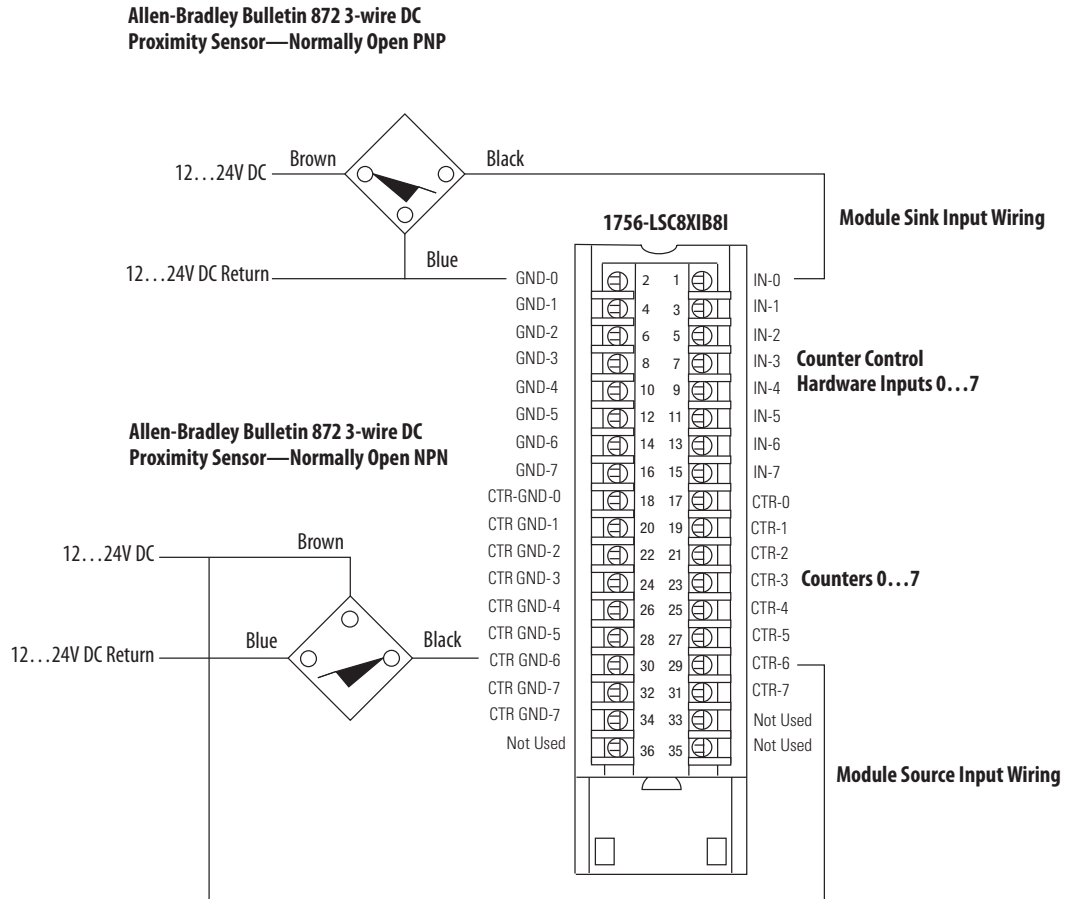 Allen-Bradley Bulletin 872 3-wire DC
Proximity Sensor—Normally Open PNP
12…24V DC
Brown
Black
12…24V DC Return
Blue
1756-LSC8XIB8I
Module Sink Input Wiring
GND-0 2 1 IN-0
GND-1 4 3 IN-1
GND-2 6 5 IN-2
GND-3 8 7 IN-3
GND-4 10 9 IN-4
GND-5 12 11 IN-5
GND-6 14 13 IN-6
GND-7 16 15 IN-7
Counter Control
Hardware Inputs 0…7
Allen-Bradley Bulletin 872 3-wire DC
Proximity Sensor—Normally Open NPN
CTR-GND-0 18 17 CTR-0
CTR GND-1 20 19 CTR-1
CTR GND-2 22 21 CTR-2
CTR GND-3 24 23 CTR-3
CTR GND-4 26 25 CTR-4
CTR GND-5 28 27 CTR-5
CTR GND-6 30 29 CTR-6
CTR GND-7 32 31 CTR-7
CTR GND-7 34 33 Not Used
Not Used 36 35 Not Used
Counters 0…7
12…24V DC
Brown
12…24V DC Return
Blue
Black
Module Source Input Wiring